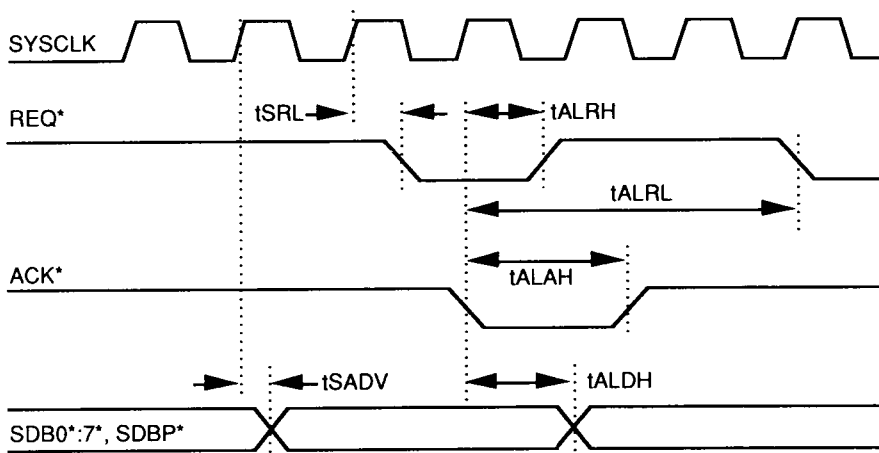 SYSCLK
tSRL
tALRH
REQ*
tALRL
ACK*
tALAH
tSADV
tALDH
SDB0*:7*, SDBP*